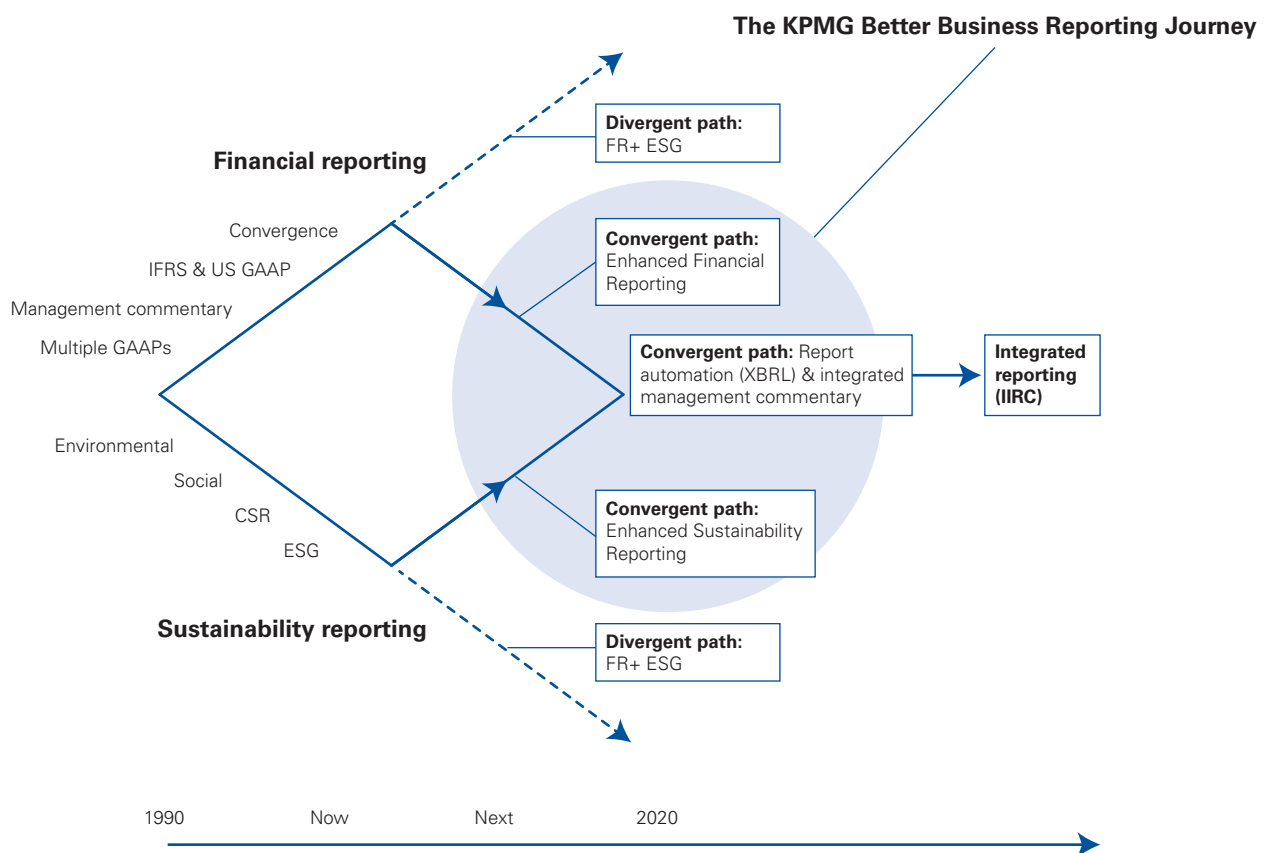 The KPMG Better Business Reporting Journey
Divergent path:
FR+ ESG
Financial reporting
Convergence
IFRS & US GAAP
Management commentary
Multiple GAAPs
Convergent path:
Enhanced Financial
Reporting
Convergent path: Report
automation (XBRL) & integrated
management commentary
Integrated
reporting
(IIRC)
Environmental
Social
CSR
ESG
Convergent path:
Enhanced Sustainability
Reporting
Sustainability reporting
Divergent path:
FR+ ESG
1990 Now Next 2020